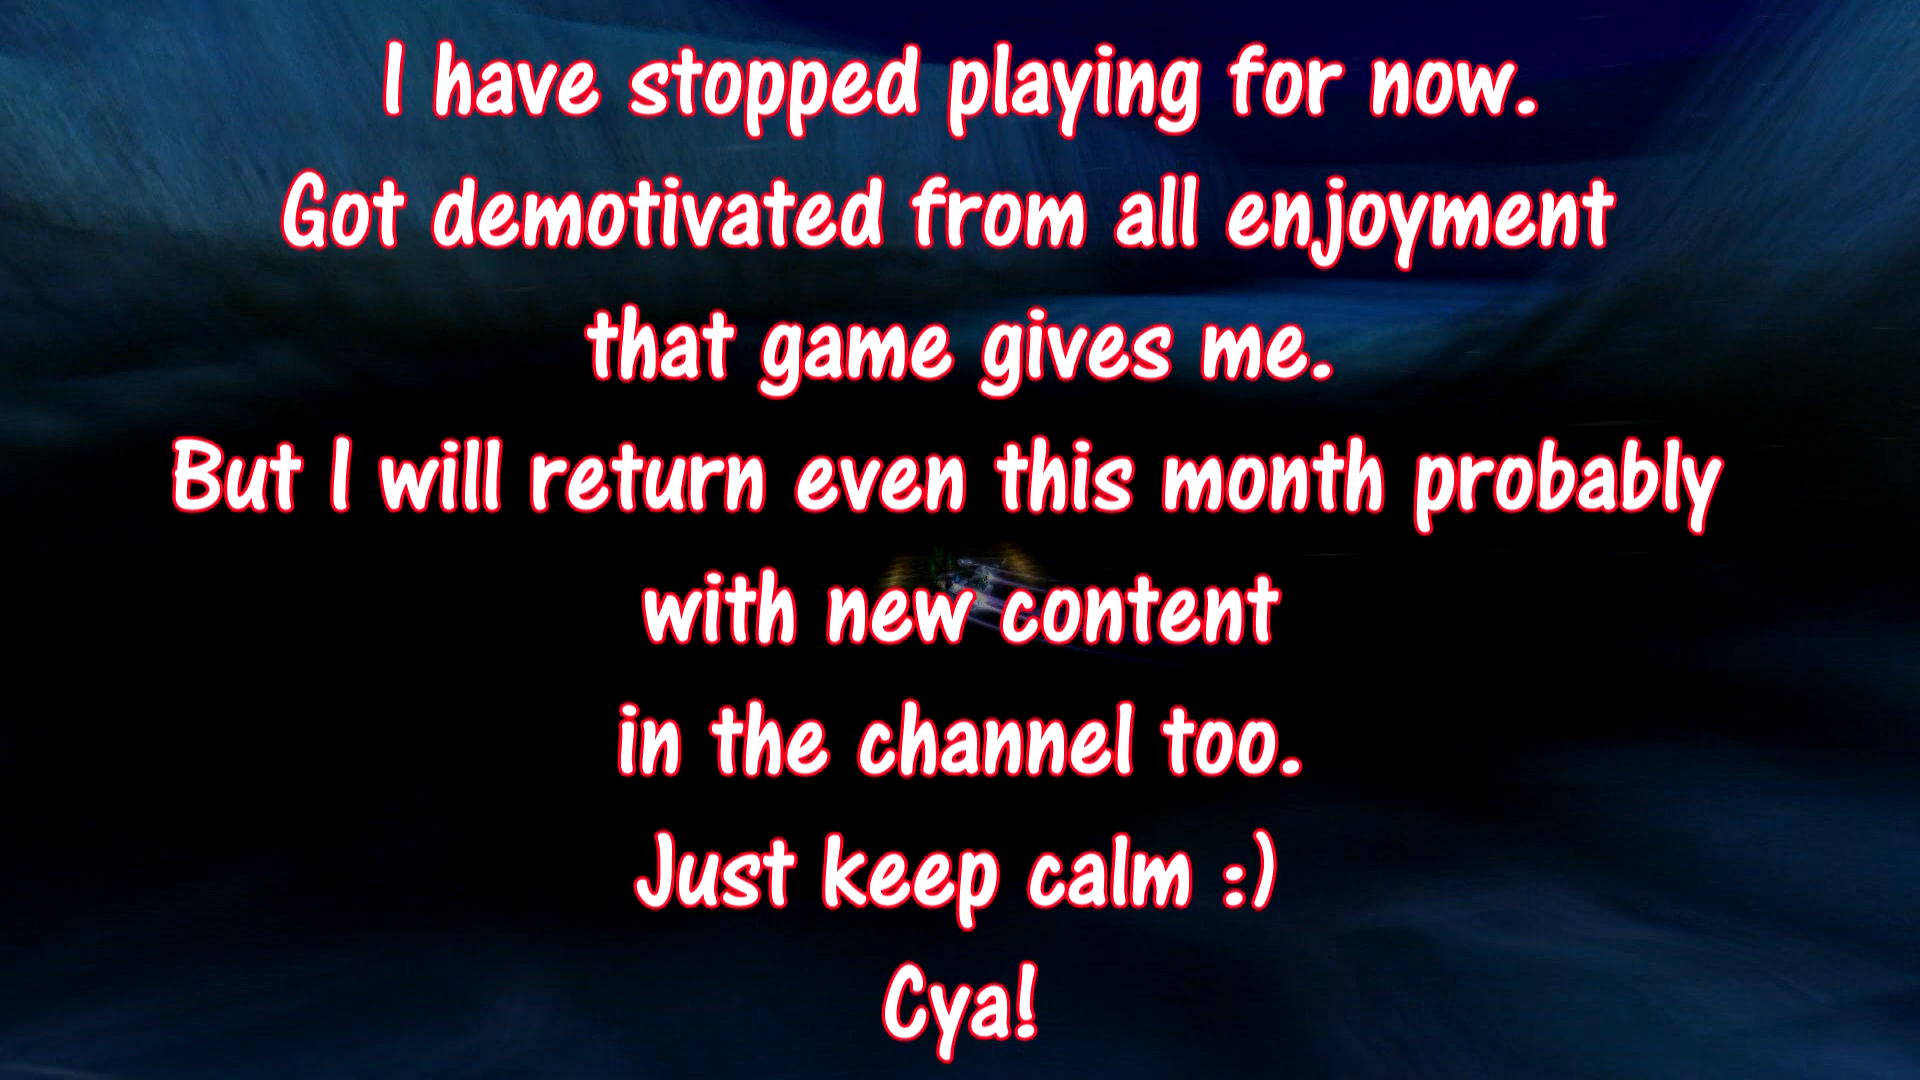 I have stopped playing for now.
Got demotivated from all enjoyment
that game gives me.
But I will return even this month probably
with new content
in the channel too.
Just keep calm :)
Cya!